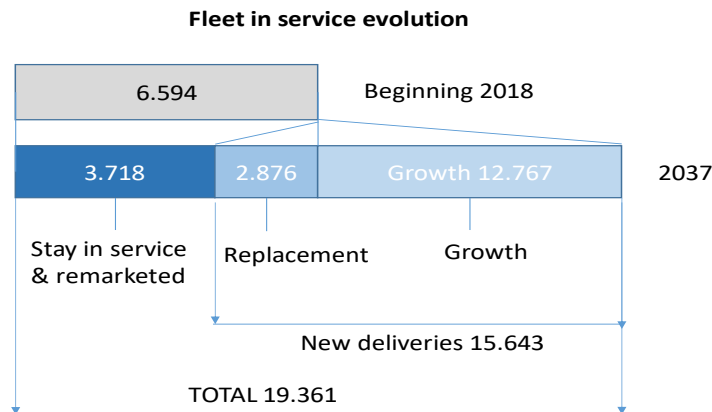 Fleet in service evolution
6.594
Beginning 2018
3.718
2.876
Growth 12.767
2037
Stay in service
& remarketed
Replacement
Growth
New deliveries 15.643
TOTAL 19.361